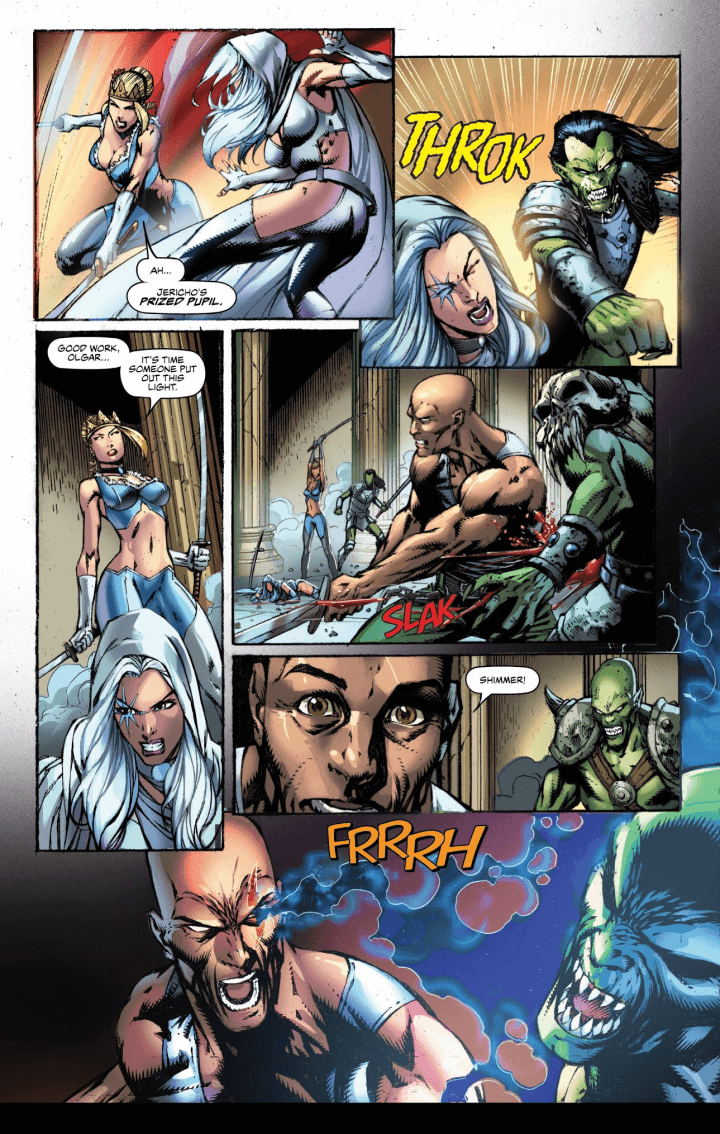 AH...
JERICHO'S
PRIZED PUPIL.
THROK
GOOD WORK,
OLGAR...
IT'S TIME
SOMEONE PUT
OUT THIS
LIGHT.
SLAK
SHIMMER!
FRRRH